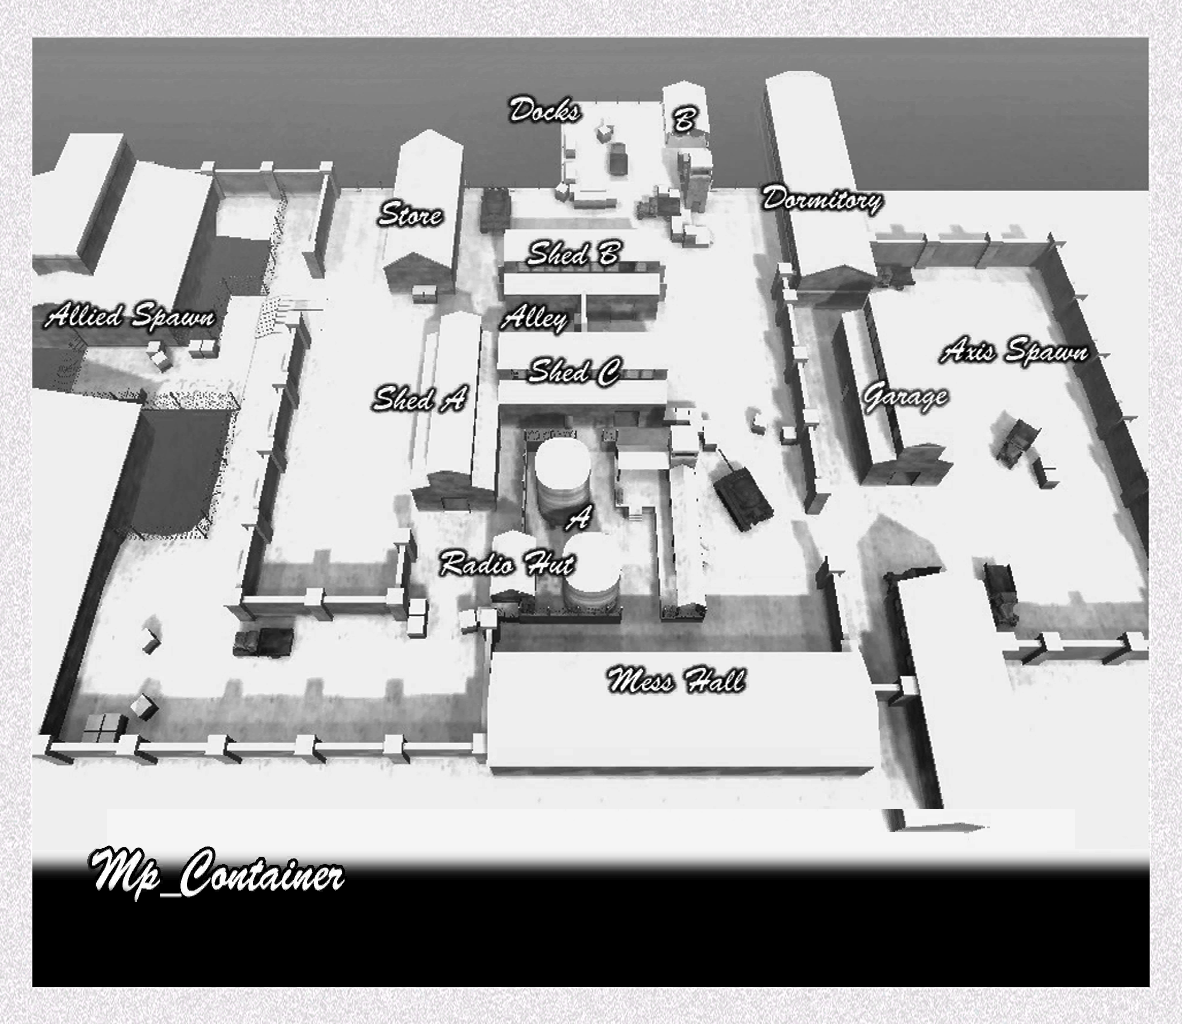 Docks
B
Store
Dormitory
Shed B
Allied Spawn
Alley
Axis Spawn
Shed C
Shed A
Garage
A
Radio Hut
Mess Hall
Mp_Container